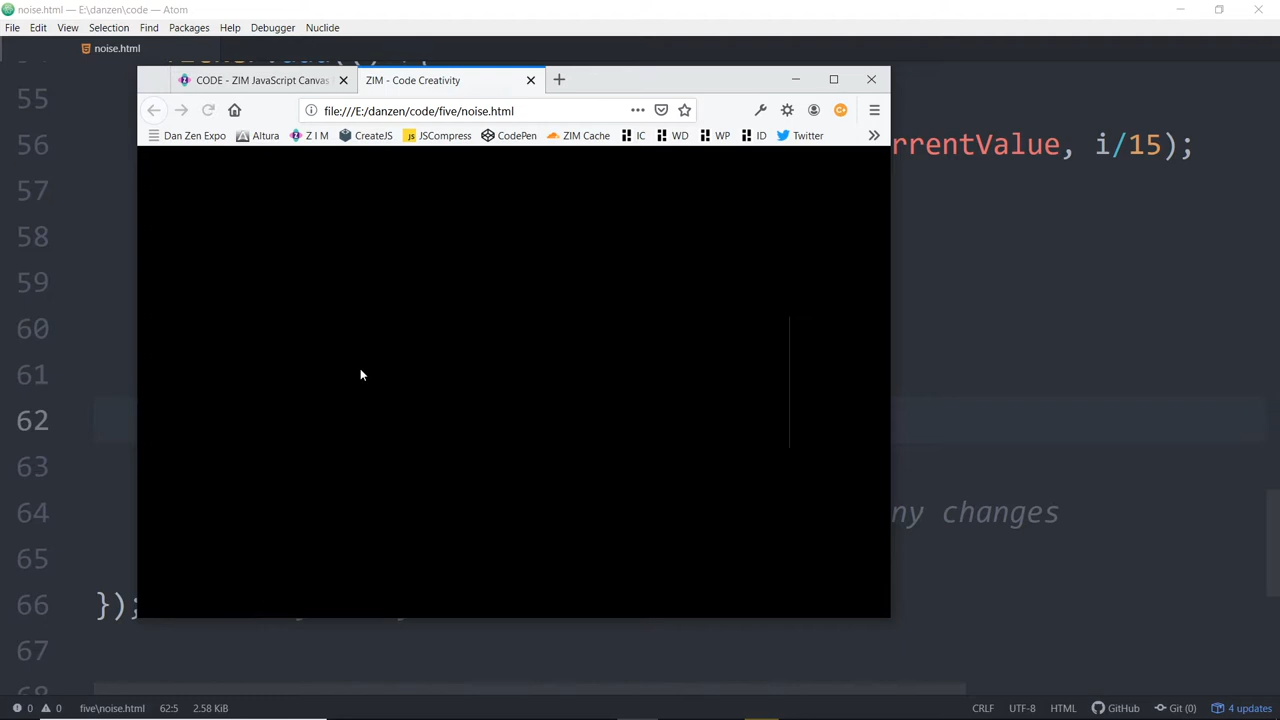 noise.html — E:\danzen\code — Atom
File Edit View Selection Find Packages Help Debugger Nuclide
noise.html
CODE - ZIM JavaScript Canvas
ZIM - Code Creativity
file:///E:/danzen/code/five/noise.html
Dan Zen Expo Altura Z I M CreateJS JSCompress CodePen ZIM Cache IC WD WP ID Twitter
55
56 rrentValue, i/15);
57
58
59
60
61
62
63
64 ny changes
65
66 });
67
68
0 0 five\noise.html 62:5 2.58 KiB CRLF UTF-8 HTML GitHub Git (0) 4 updates